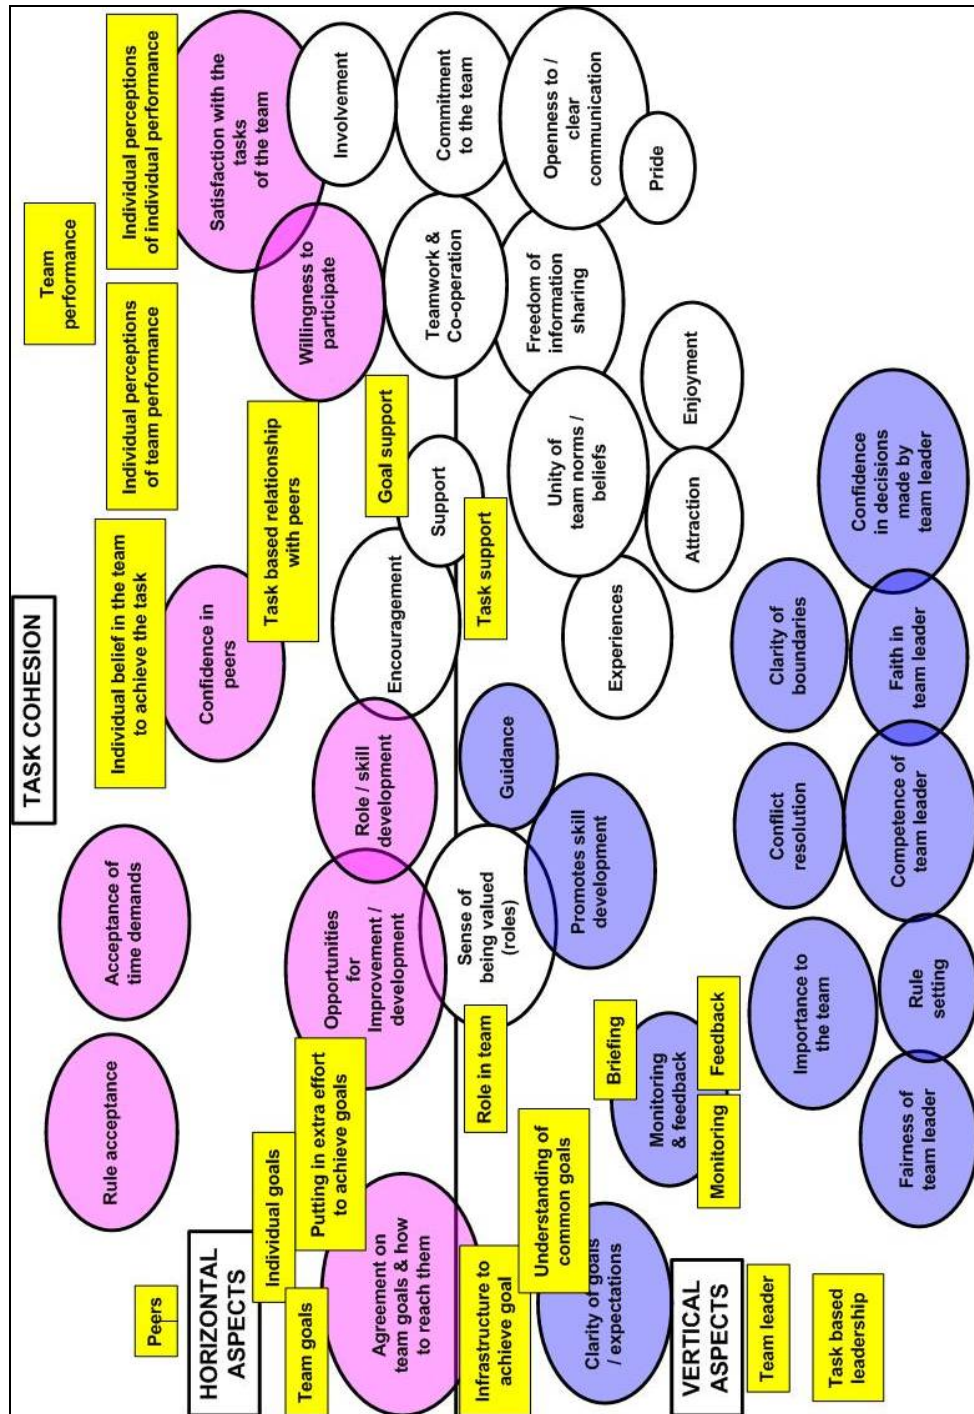 TASK COHESION
Team
performance
Peers
Rule acceptance
Acceptance of
time demands
Individual belief in the team
to achieve the task
Individual perceptions
of team performance
Individual perceptions
of individual performance
HORIZONTAL
ASPECTS
Confidence in
peers
Satisfaction with the
tasks
of the team
Individual goals
Task based relationship
with peers
Team goals
Putting in extra effort
to achieve goals
Willingness to
participate
Involvement
Agreement on
team goals & how
to reach them
Opportunities
for
Improvement /
development
Role / skill
development
Encouragement
Goal support
Support
Teamwork &
Co-operation
Commitment
to the team
Infrastructure to
achieve goal
Role in team
Sense of
being valued
(roles)
Guidance
Task support
Understanding of
common goals
Freedom of
information
sharing
Openness to /
clear
communication
Clarity of goals
/ expectations
Promotes skill
development
Unity of
team norms /
beliefs
Experiences
Pride
Briefing
Monitoring
& feedback
Monitoring
Feedback
Attraction
Enjoyment
VERTICAL
ASPECTS
Team leader
Importance to
the team
Conflict
resolution
Clarity of
boundaries
Task based
leadership
Confidence
in decisions
made by
team leader
Fairness of
team leader
Rule
setting
Competence of
team leader
Faith in
team leader